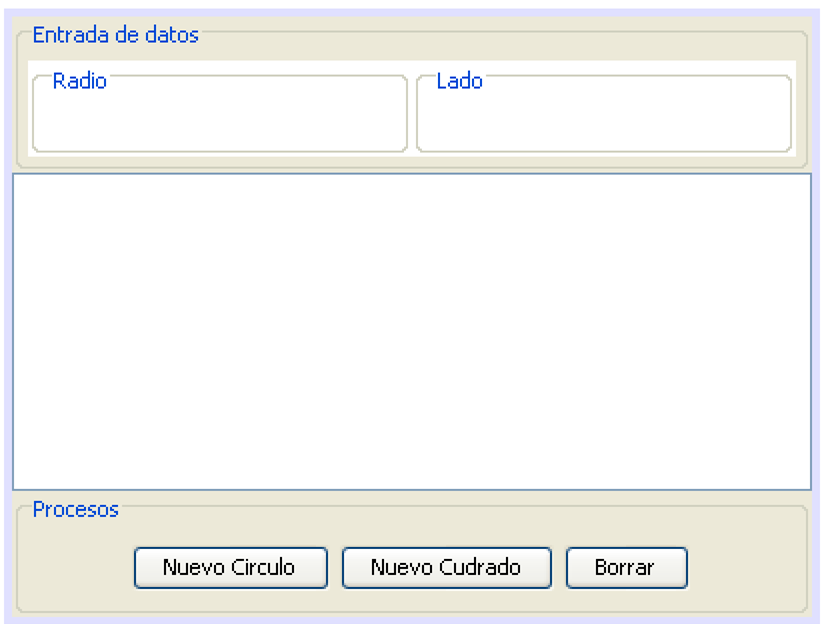 Entrada de datos
Radio
Lado
Procesos
Nuevo Circulo
Nuevo Cudrado
Borrar